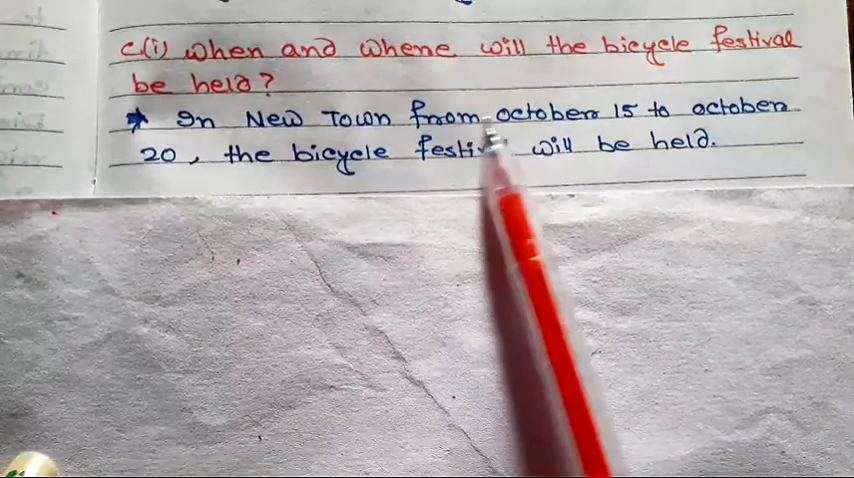 c.(i) when and where will the bicycle festival
be held?
* In New Town from october 15 to october
20, the bicycle will be held.